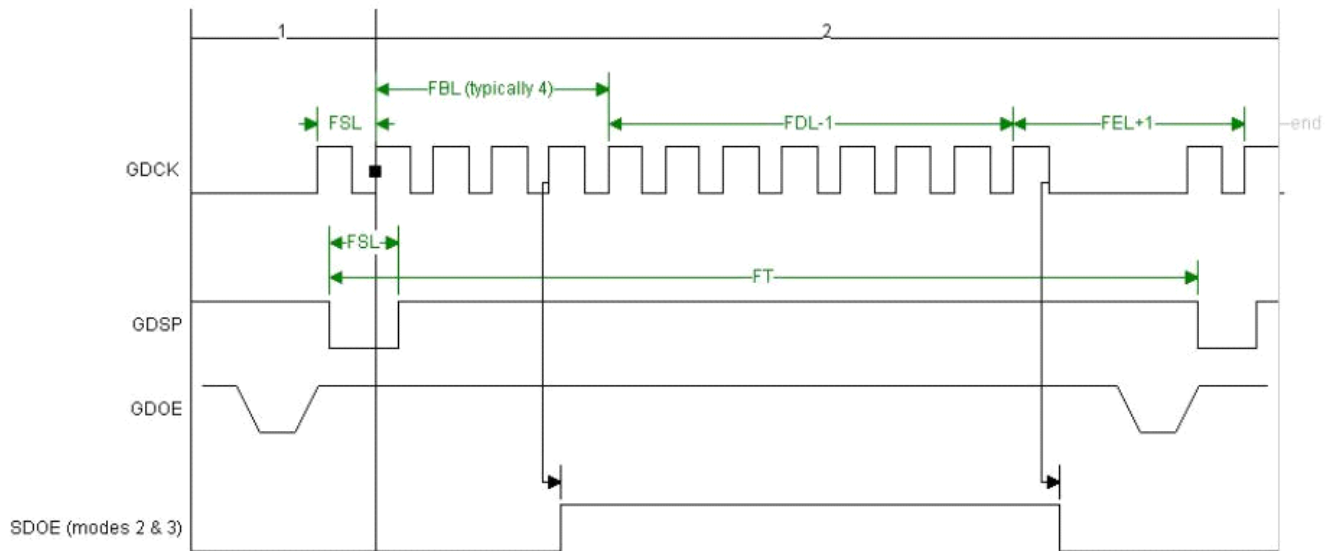 1
2
FBL (typically 4)
FSL
FDL-1
FEL+1
end
GDCK
FSL
FT
GDSP
GDOE
SDOE (modes 2 & 3)